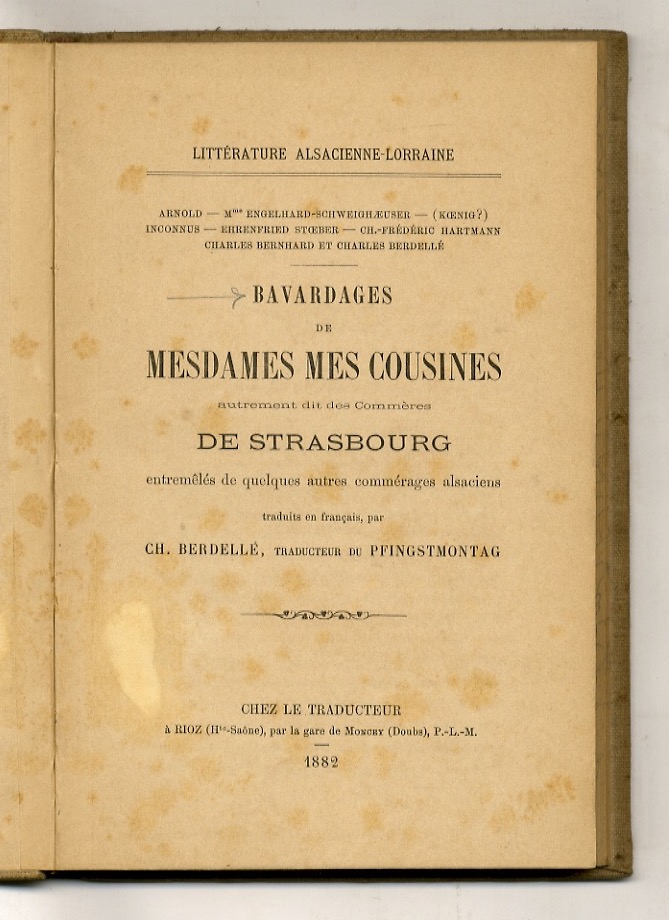 LITTÉRATURE ALSACIENNE-LORRAINE
ARNOLD — Mme ENGELHARD-SCHWEIGHÆUSER — (KŒNIG?)
INCONNUS — EHRENFRIED STŒBER — CH.-FRÉDÉRIC HARTMANN
CHARLES BERNHARD ET CHARLES BERDELLÉ
BAVARDAGES
DE
MESDAMES MES COUSINES
autrement dit des Commères
DE STRASBOURG
entremêlés de quelques autres commérages alsaciens
traduits en français, par
CH. BERDELLÉ, TRADUCTEUR DU PFINGSTMONTAG
CHEZ LE TRADUCTEUR
à RIOZ (Hte-Saône), par la gare de MONCEY (Doubs), P.-L.-M.
1882